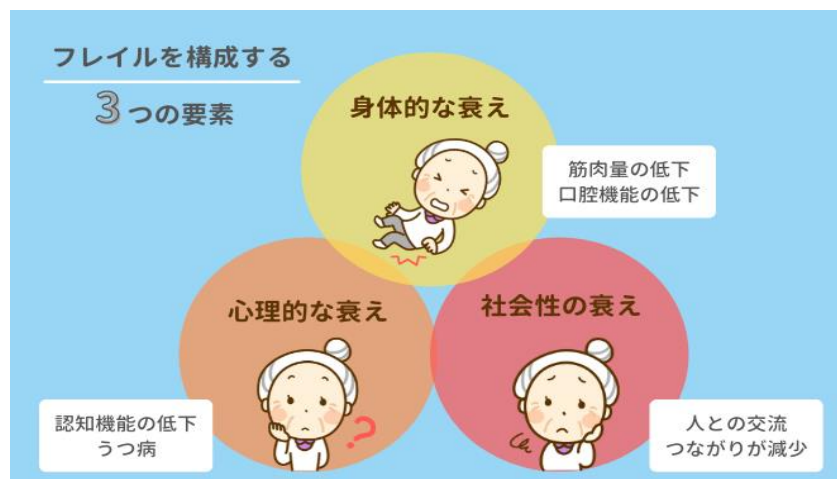 フレイルを構成する
3つの要素
身体的な衰え
筋肉量の低下
口腔機能の低下
心理的な衰え
社会性の衰え
認知機能の低下
うつ病
人との交流
つながりが減少